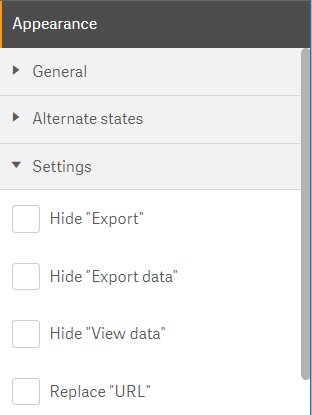 Appearance
General
Alternate states
Settings
Hide "Export"
Hide "Export data"
Hide "View data"
Replace "URL"